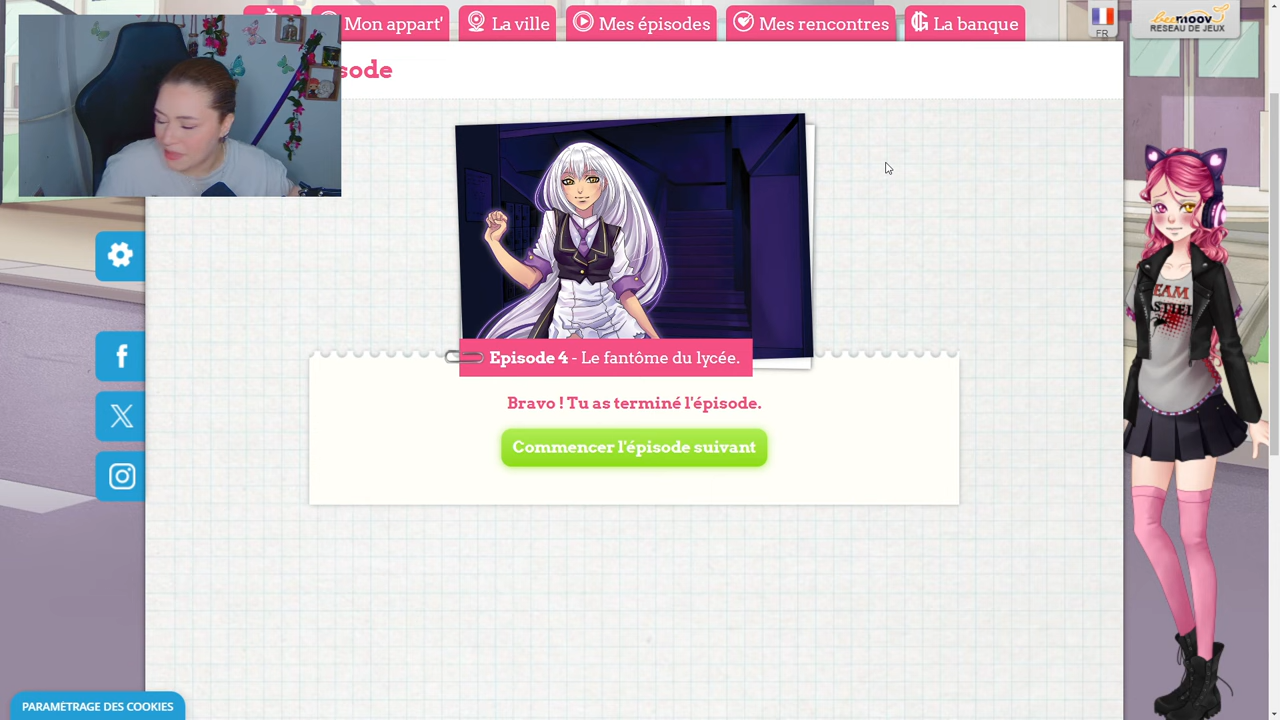 Mon appart'
La ville
Mes épisodes
Mes rencontres
La banque
FR
beemoov
RESEAU DE JEUX
sode
Episode 4 - Le fantôme du lycée.
Bravo ! Tu as terminé l'épisode.
Commencer l'épisode suivant
EAM
PARAMÉTRAGE DES COOKIES